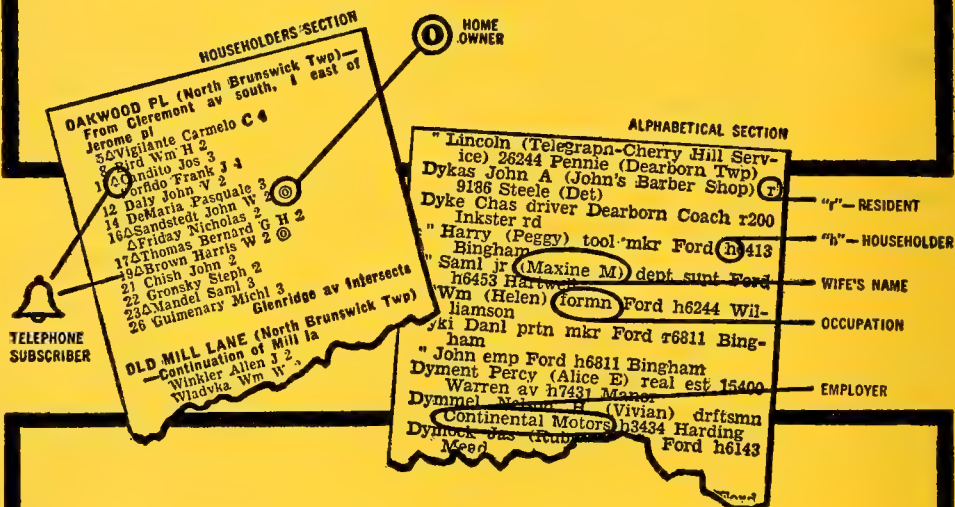 HOUSEHOLDERS SECTION
OAKWOOD PL (North Brunswick Twp)—
From Cleremont av south, 1 east of
Jerome pl
5△Vigilante Carmelo C 4
8 Bird Wm H 2
Jos 3
Porfido Frank J 4
12 Daly John V 2
14 DeMaria Pasquale 3
16△Sandstedt John W 2 ◎
△Friday Nicholas 2
17△Thomas Bernard G H 2
19△Brown Harris W 2 ◎
21 Chish John 2
22 Gronsky Steph 2
23△Mandel Saml 3
26 Gulmenary Michl 3
Glenridge av intersects
OLD MILL LANE (North Brunswick Twp)
—Continuation of Mill la
Winkler Allen J 2
Wladyka Wm W
HOME
OWNER
TELEPHONE
SUBSCRIBER
ALPHABETICAL SECTION
" Lincoln (Telegraph-Cherry Hill Serv-
ice) 26244 Pennie (Dearborn Twp)
Dykas John A (John's Barber Shop) r
9186 Steele (Det)
Dyke Chas driver Dearborn Coach r200
Inkster rd
" Harry (Peggy) tool mkr Ford h6413
Bingham
" Saml jr (Maxine M) dept supt Ford
h6453 Hartwell
"Wm (Helen) formn Ford h6244 Wil-
liamson
yki Danl prtn mkr Ford r6811 Bing-
ham
" John emp Ford h6811 Bingham
Dyment Percy (Alice E) real est 15400
Warren av h7431 Manor
Dymmel Nelson H (Vivian) drftsmn
Continental Motors h3434 Harding
Dymock Jas Ford h6143
Mead
"r"—RESIDENT
"h"—HOUSEHOLDER
WIFE'S NAME
OCCUPATION
EMPLOYER